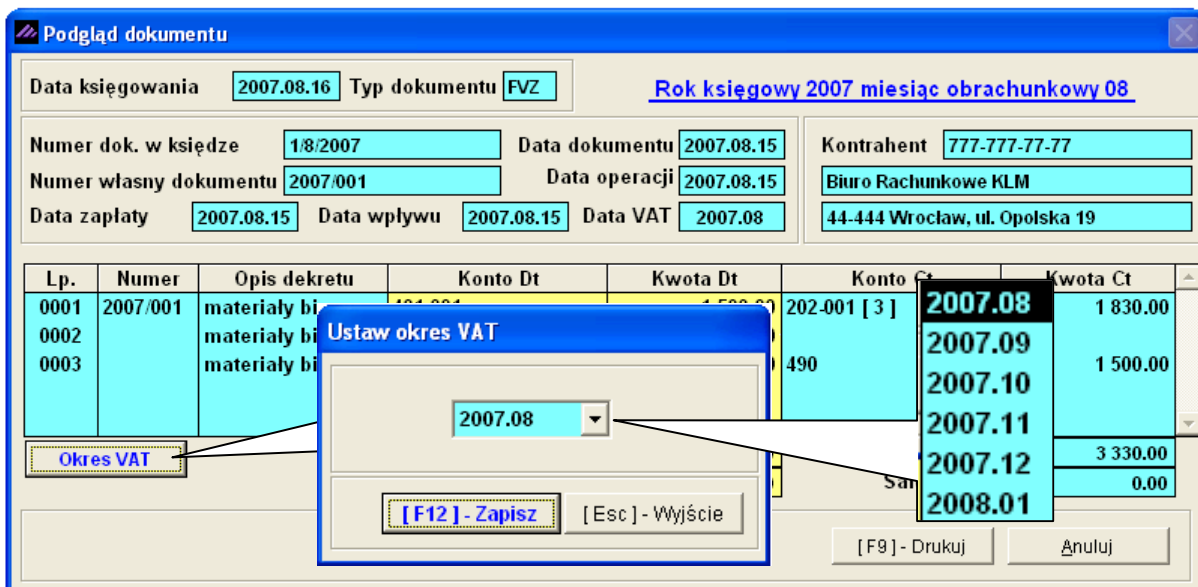 Podgląd dokumentu
Data księgowania 2007.08.16 Typ dokumentu FVZ
Rok księgowy 2007 miesiąc obrachunkowy 08
Numer dok. w księdze 1/8/2007 Data dokumentu 2007.08.15
Numer własny dokumentu 2007/001 Data operacji 2007.08.15
Data zapłaty 2007.08.15 Data wpływu 2007.08.15 Data VAT 2007.08
Kontrahent 777-777-77-77
Biuro Rachunkowe KLM
44-444 Wrocław, ul. Opolska 19
Lp. Numer Opis dekretu Konto Dt Kwota Dt Konto Ct Kwota Ct
0001 2007/001 materiały 202-001 [ 3 ] 1 830.00
0002 materiały
0003 materiały 490 1 500.00
3 330.00
0.00
Okres VAT
Ustaw okres VAT
2007.08
[ F12 ] - Zapisz [ Esc ] - Wyjście
2007.08
2007.09
2007.10
2007.11
2007.12
2008.01
[ F9 ] - Drukuj Anuluj